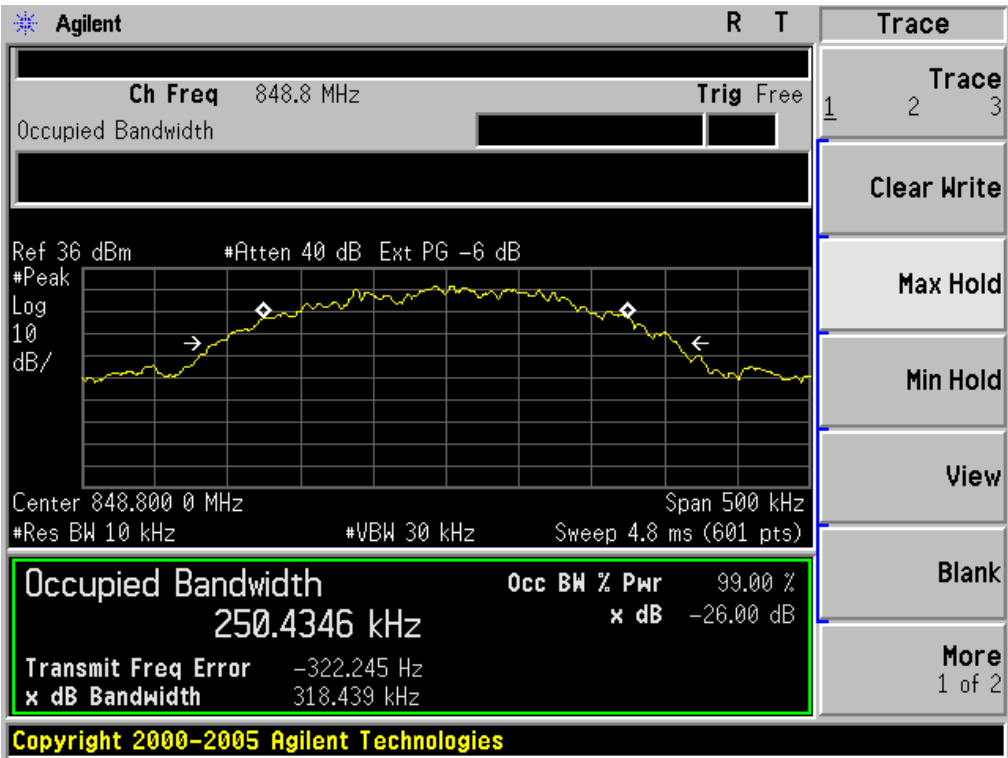 Agilent R T
Ch Freq 848.8 MHz Trig Free
Occupied Bandwidth
Ref 36 dBm #Atten 40 dB Ext PG -6 dB
#Peak
Log
10
dB/
Center 848.800 0 MHz Span 500 kHz
#Res BW 10 kHz #VBW 30 kHz Sweep 4.8 ms (601 pts)
Occupied Bandwidth
250.4346 kHz
Occ BW % Pwr 99.00 %
x dB -26.00 dB
Transmit Freq Error -322.245 Hz
x dB Bandwidth 318.439 kHz
Copyright 2000-2005 Agilent Technologies
Trace
Trace
1 2 3
Clear Write
Max Hold
Min Hold
View
Blank
More
1 of 2